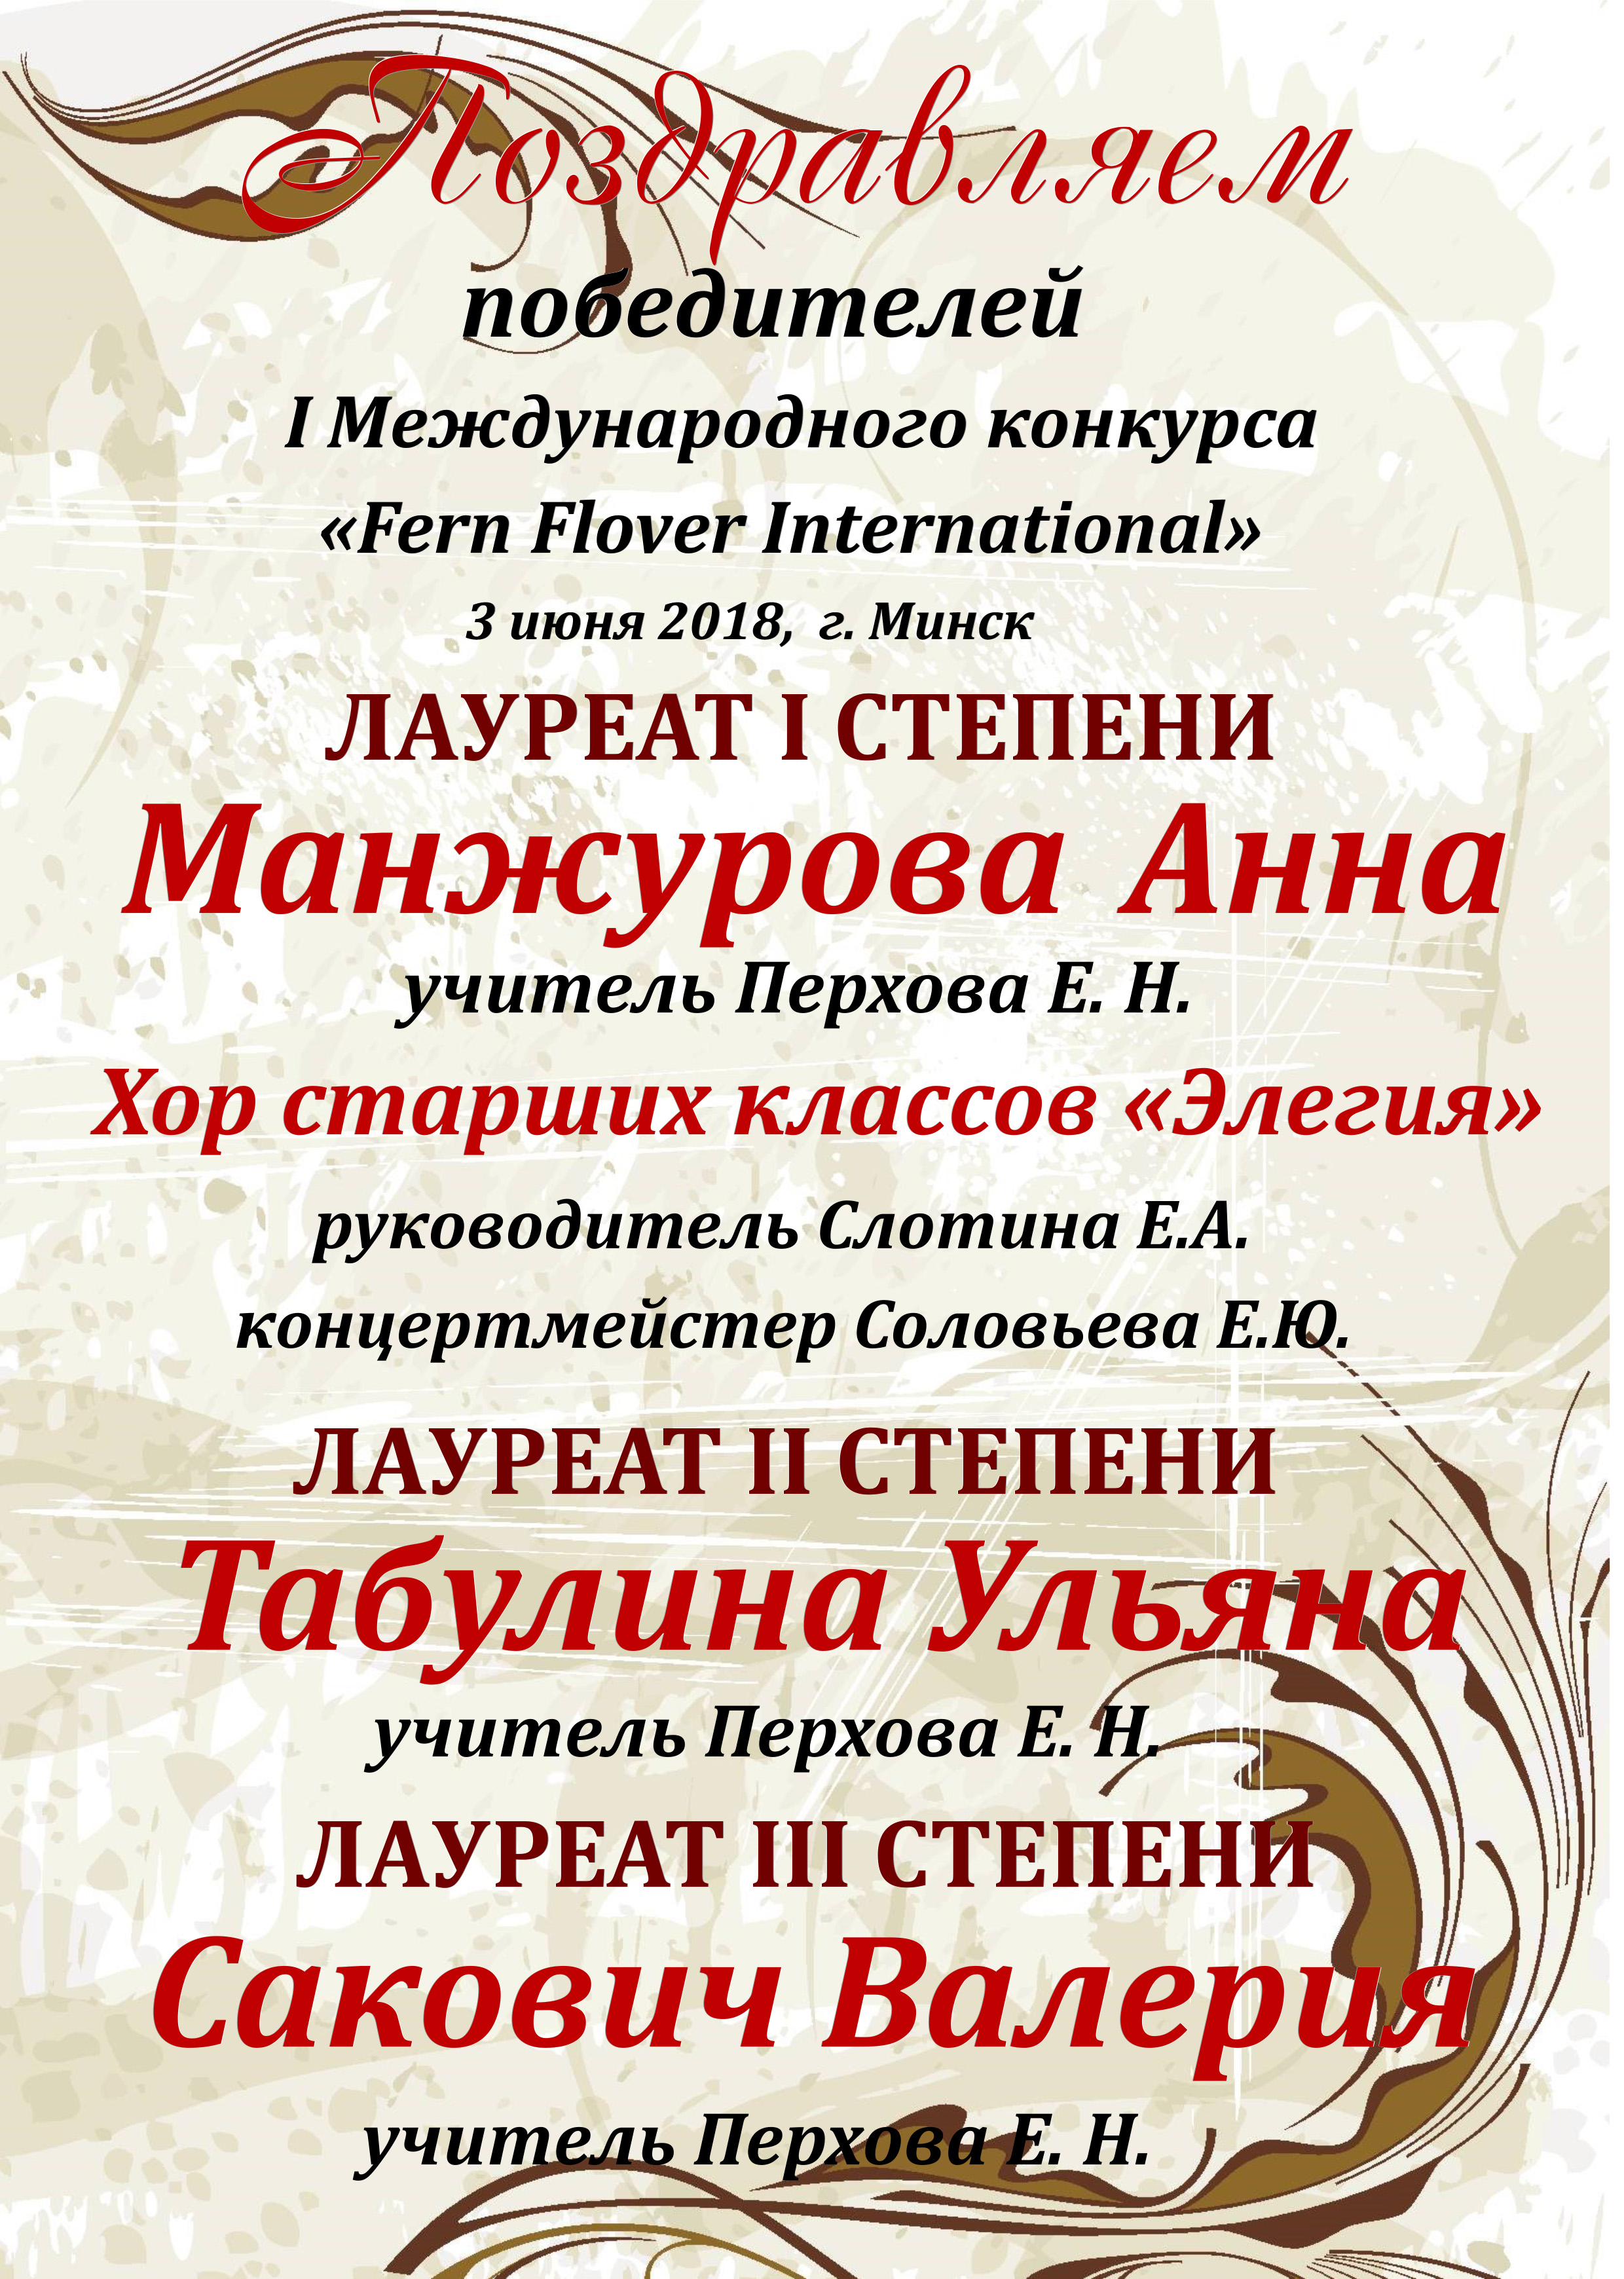 Поздравляем
победителей
I Международного конкурса
«Fern Flover International»
3 июня 2018, г. Минск
ЛАУРЕАТ I СТЕПЕНИ
Манжурова Анна
учитель Перхова Е. Н.
Хор старших классов «Элегия»
руководитель Слотина Е.А.
концертмейстер Соловьева Е.Ю.
ЛАУРЕАТ II СТЕПЕНИ
Табулина Ульяна
учитель Перхова Е. Н.
ЛАУРЕАТ III СТЕПЕНИ
Сакович Валерия
учитель Перхова Е. Н.